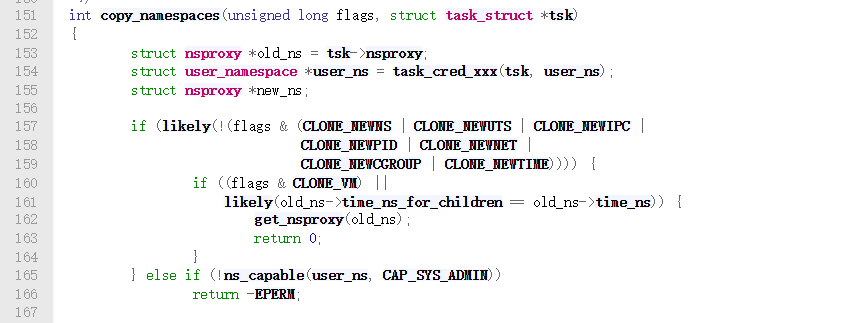 151 int copy_namespaces(unsigned long flags, struct task_struct *tsk)
152 {
153         struct nsproxy *old_ns = tsk->nsproxy;
154         struct user_namespace *user_ns = task_cred_xxx(tsk, user_ns);
155         struct nsproxy *new_ns;
156
157         if (likely(!(flags & (CLONE_NEWNS | CLONE_NEWUTS | CLONE_NEWIPC |
158                               CLONE_NEWPID | CLONE_NEWNET |
159                               CLONE_NEWCGROUP | CLONE_NEWTIME)))) {
160                 if ((flags & CLONE_VM) ||
161                     likely(old_ns->time_ns_for_children == old_ns->time_ns)) {
162                         get_nsproxy(old_ns);
163                         return 0;
164                 }
165         } else if (!ns_capable(user_ns, CAP_SYS_ADMIN))
166                 return -EPERM;
167